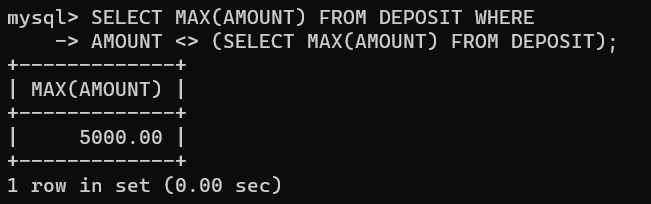 mysql> SELECT MAX(AMOUNT) FROM DEPOSIT WHERE
    -> AMOUNT <> (SELECT MAX(AMOUNT) FROM DEPOSIT);
+-------------+
| MAX(AMOUNT) |
+-------------+
|     5000.00 |
+-------------+
1 row in set (0.00 sec)